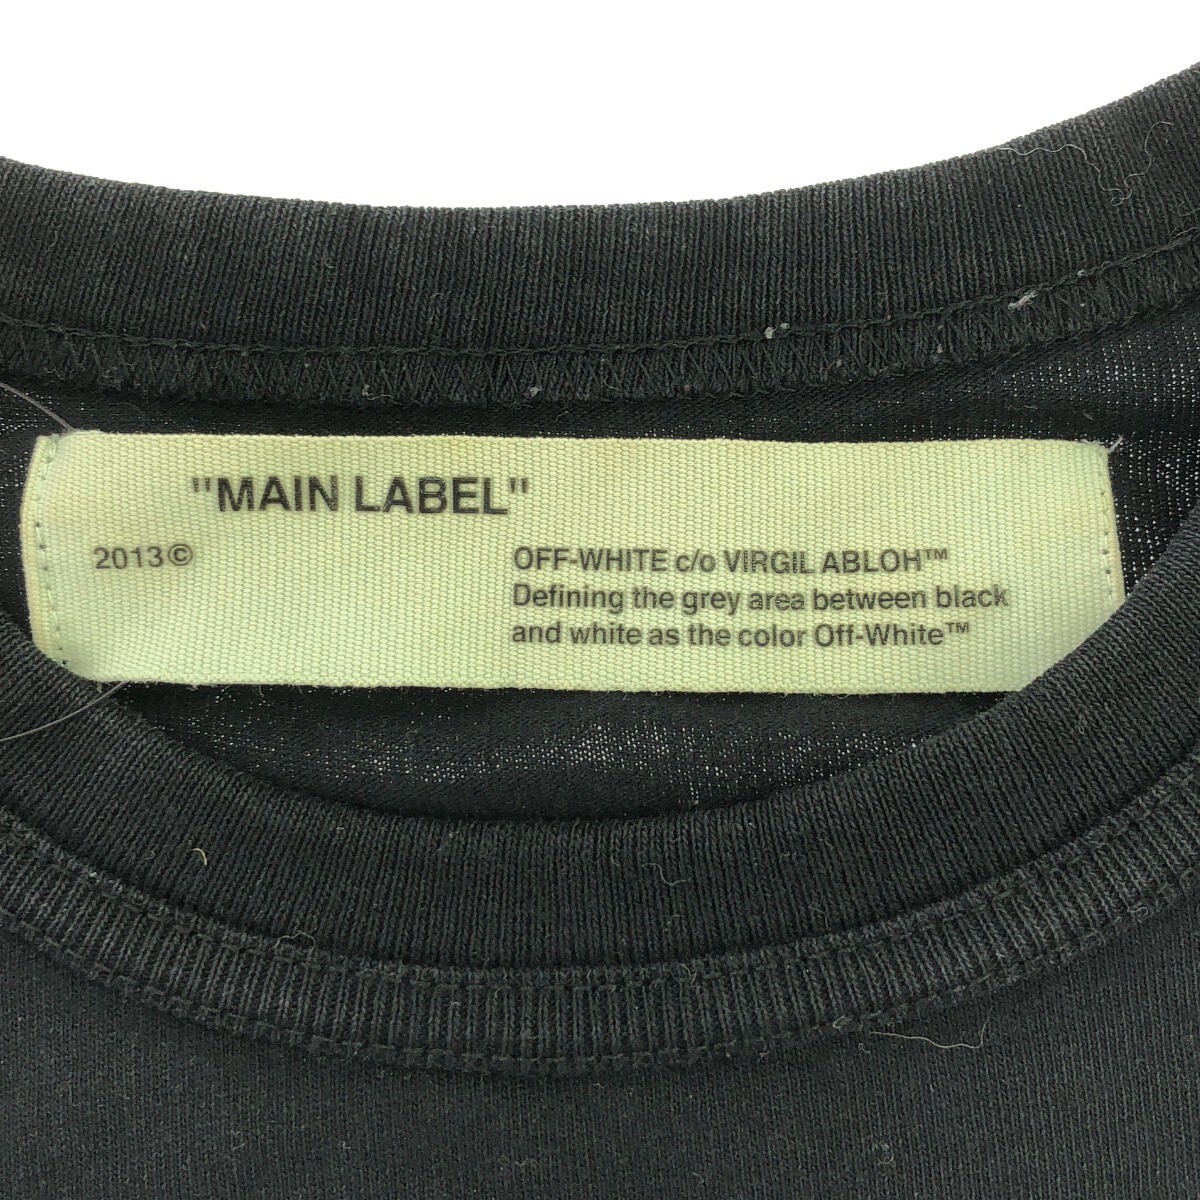 "MAIN LABEL"
2013©
OFF-WHITE c/o VIRGIL ABLOH™
Defining the grey area between black
and white as the color Off-White™